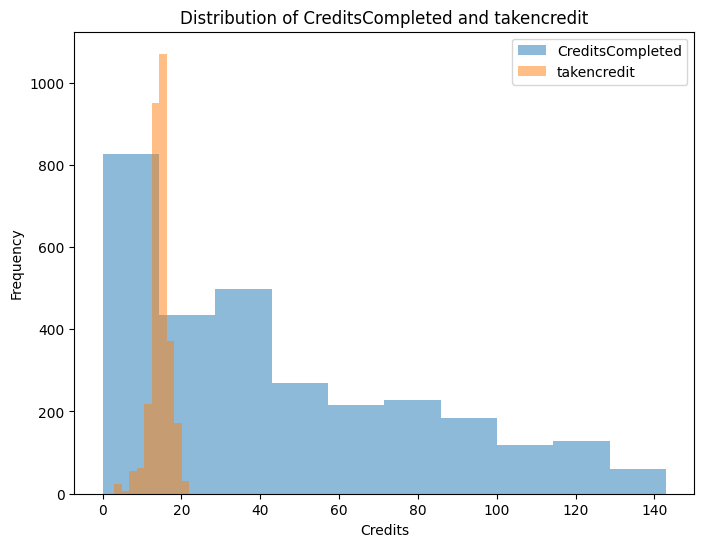 Distribution of CreditsCompleted and takencredit
CreditsCompleted
takencredit
1000
800
600
400
200
0
Frequency
0 20 40 60 80 100 120 140
Credits